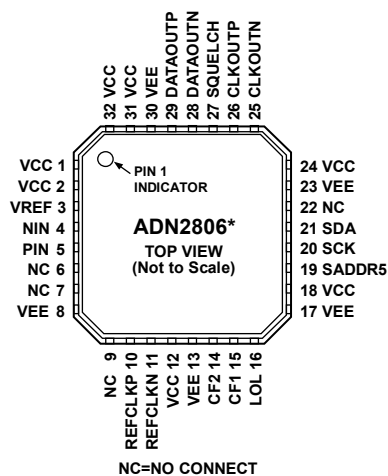 32 VCC
31 VCC
30 VEE
29 DATAOUTP
28 DATAOUTN
27 SQUELCH
26 CLKOUTP
25 CLKOUTN
VCC 1
VCC 2
VREF 3
NIN 4
PIN 5
NC 6
NC 7
VEE 8
PIN 1
INDICATOR
ADN2806*
TOP VIEW
(Not to Scale)
24 VCC
23 VEE
22 NC
21 SDA
20 SCK
19 SADDR5
18 VCC
17 VEE
NC 9
REFCLKP 10
REFCLKN 11
VCC 12
VEE 13
CF2 14
CF1 15
LOL 16
NC=NO CONNECT